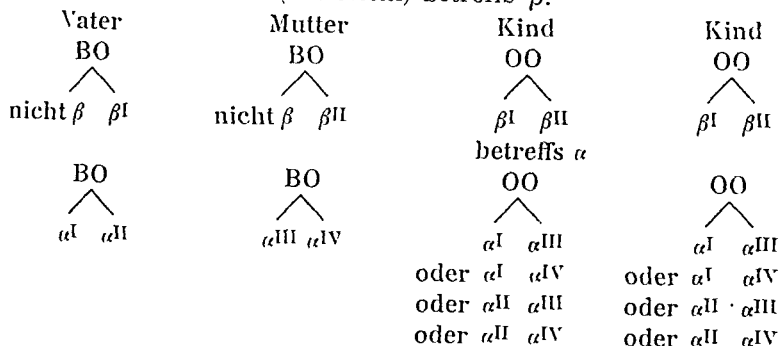 betreffs β.
Vater Mutter Kind Kind
BO BO OO OO
nicht β βI nicht β βII βI βII βI βII
betreffs α
BO BO OO OO
αI αII αIII αIV αI αIII αI αIII
oder αI αIV oder αI αIV
oder αII αIII oder αII · αIII
oder αII αIV oder αII αIV